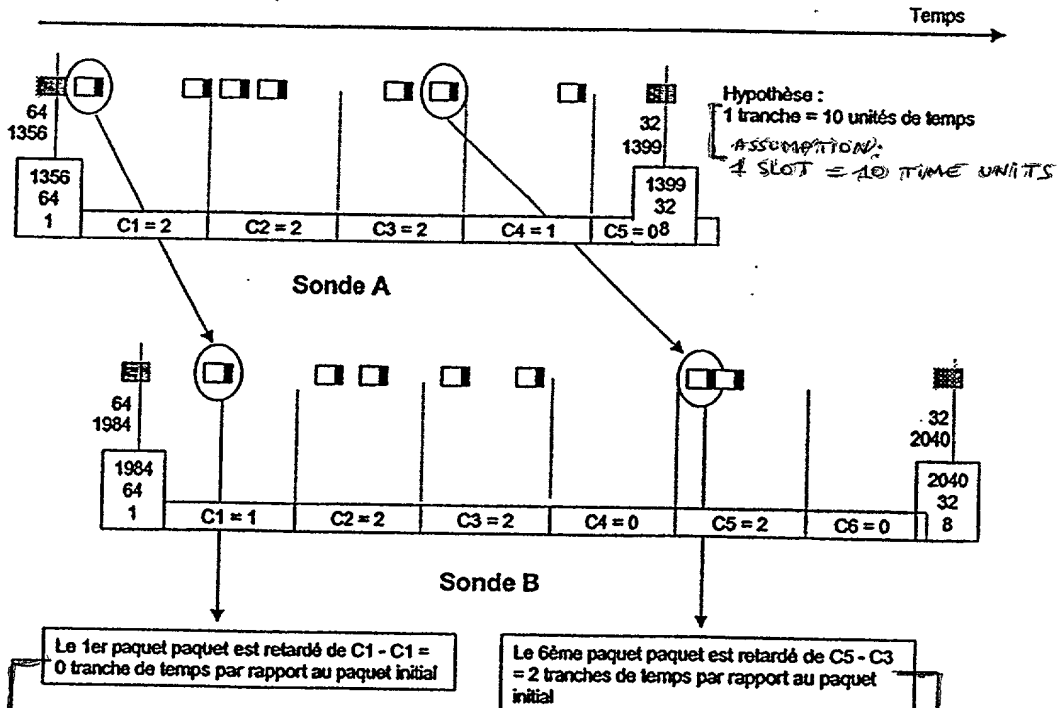 Temps
64
1356
32
1399
Hypothèse :
1 tranche = 10 unités de temps
ASSUMPTION:
1 SLOT = 10 TIME UNITS
1356
64
1
C1 = 2
C2 = 2
C3 = 2
C4 = 1
C5 = 0
1399
32
8
Sonde A
64
1984
32
2040
1984
64
1
C1 = 1
C2 = 2
C3 = 2
C4 = 0
C5 = 2
C6 = 0
2040
32
8
Sonde B
Le 1er paquet paquet est retardé de C1 - C1 =
0 tranche de temps par rapport au paquet initial
Le 6ème paquet paquet est retardé de C5 - C3
= 2 tranches de temps par rapport au paquet
initial